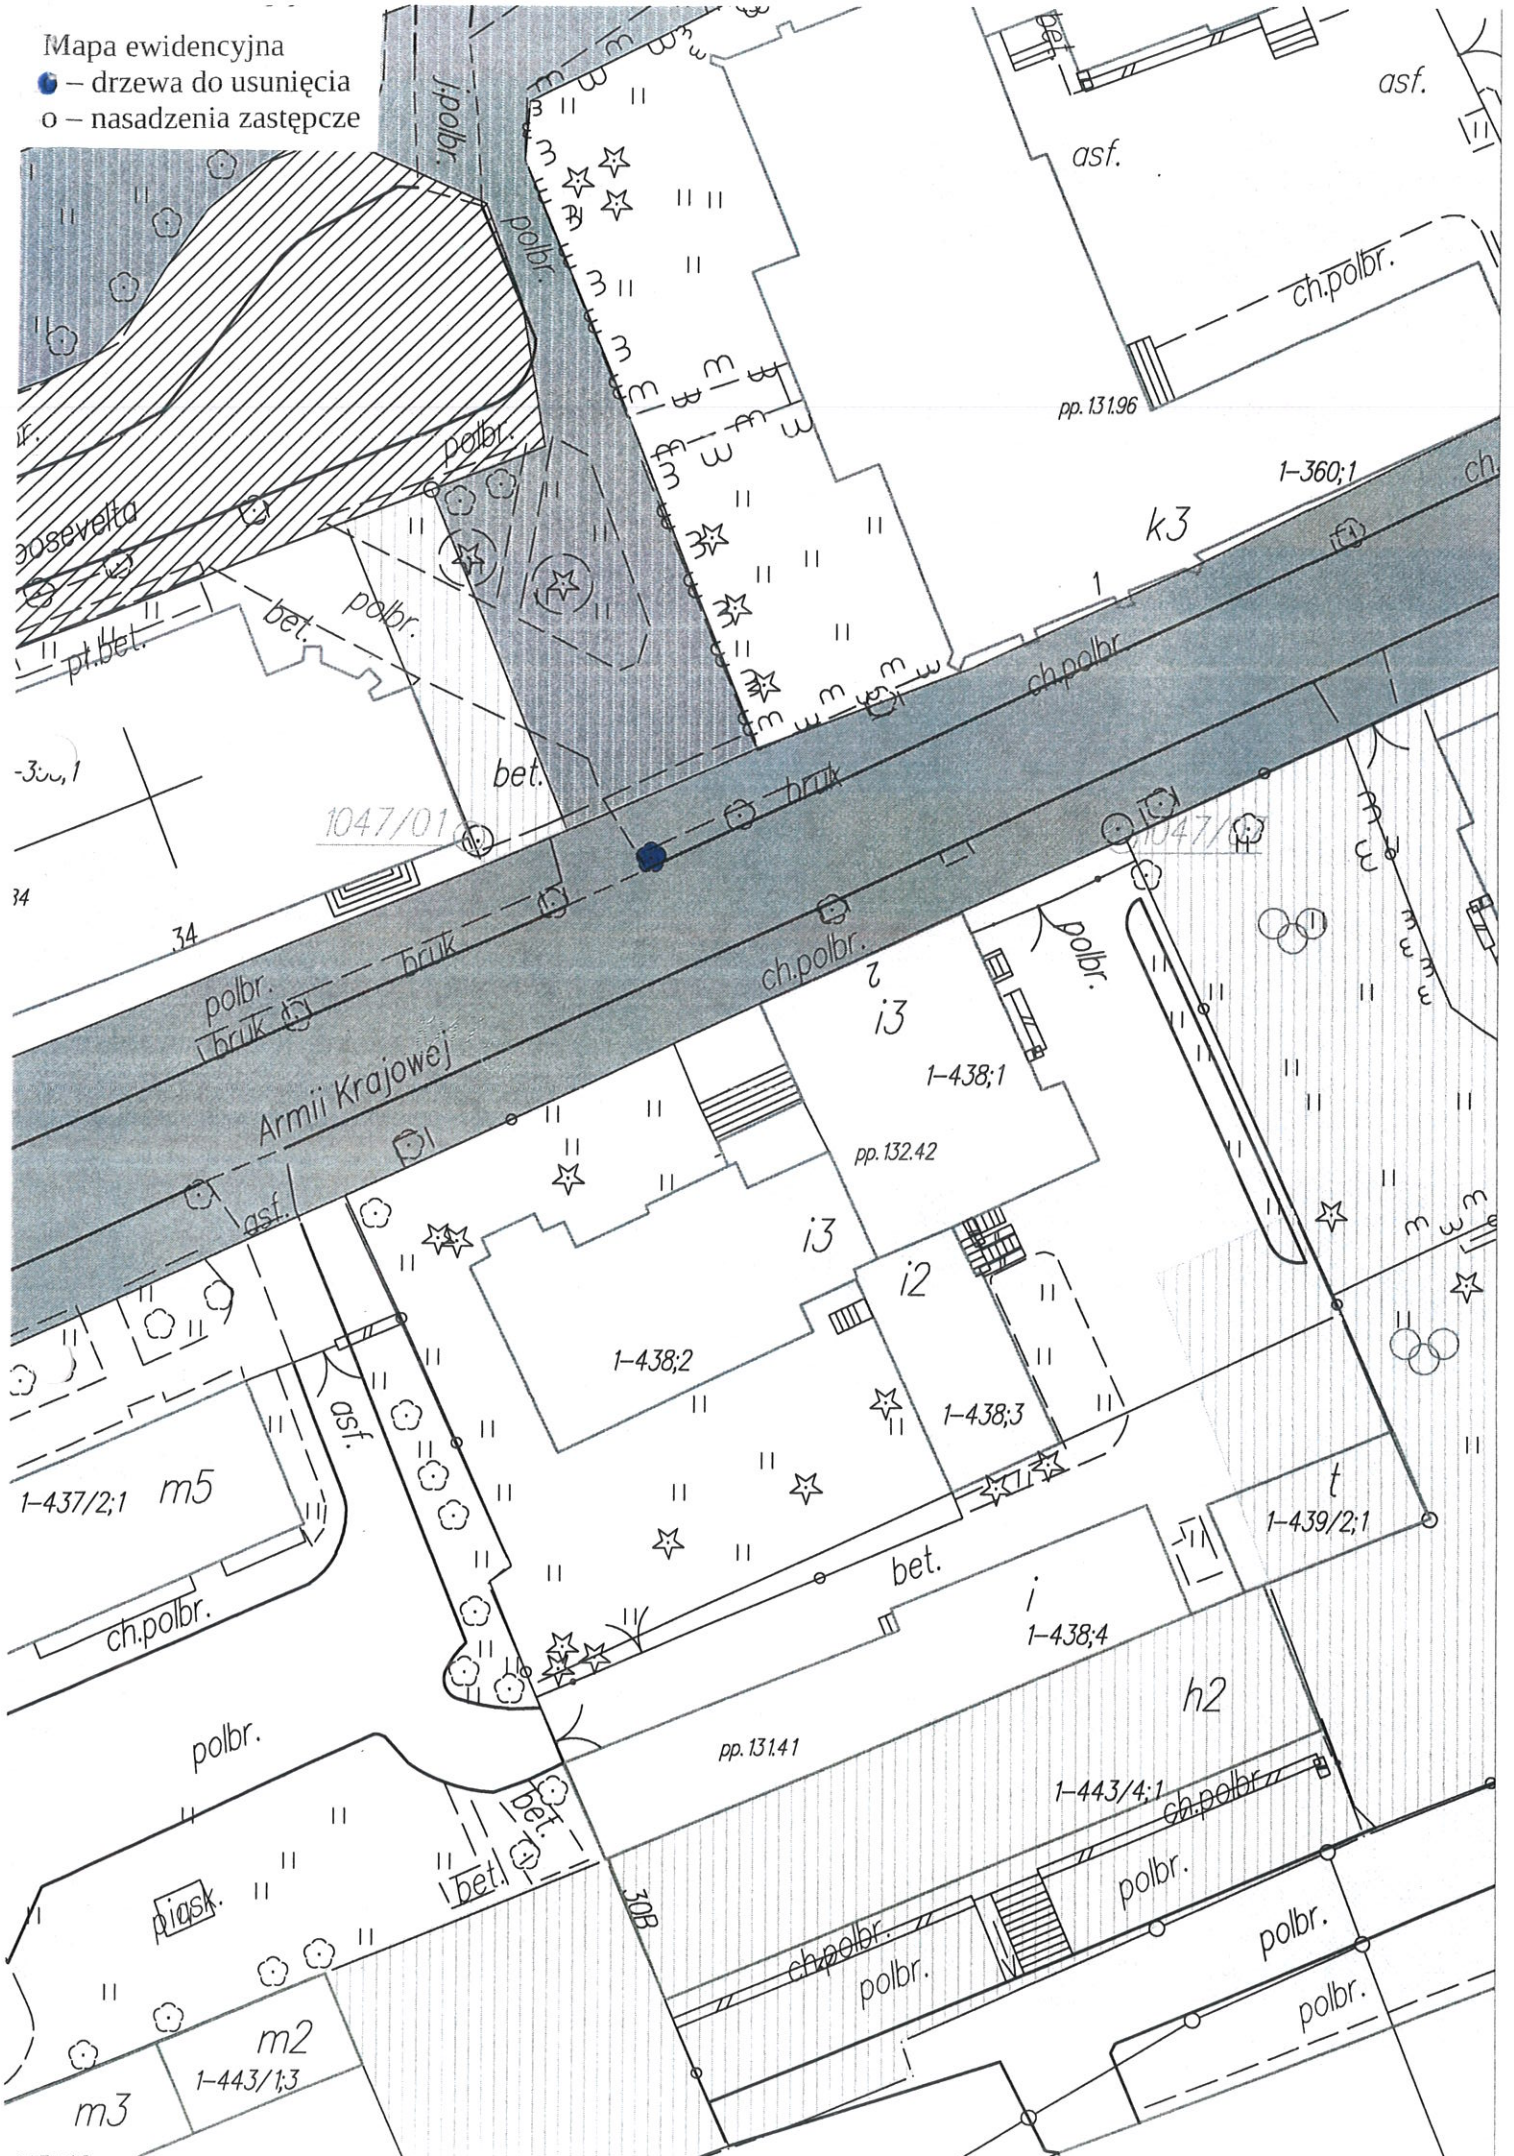 Mapa ewidencyjna
– drzewa do usunięcia
o – nasadzenia zastępcze
j.polbr.
bet.
asf.
asf.
polbr.
ch.polbr.
pp. 131.96
polbr.
1-360;1
ch.
k3
1
bet.
polbr.
pł.bet.
ch.polbr.
bet.
bruk
1047/01
34
34
bruk
polbr.
bruk
ch.polbr.
2
polbr.
i3
Armii Krajowej
1-438;1
pp. 132.42
asf.
i3
i2
1-438;2
asf.
1-438;3
m5
1-437/2;1
t
1-439/2;1
bet.
i
1-438;4
ch.polbr.
h2
polbr.
pp. 131.41
1-443/4;1
ch.polbr.
bet.
bet.
polbr.
piask.
30B
ch.polbr.
polbr.
polbr.
polbr.
m2
1-443/1;3
m3